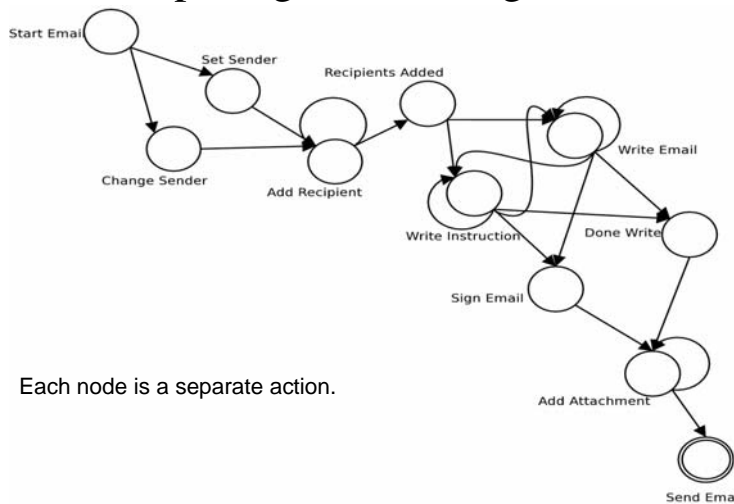 Start Email
Set Sender
Recipients Added
Write Email
Change Sender
Add Recipient
Write Instruction
Done Write
Sign Email
Each node is a separate action.
Add Attachment